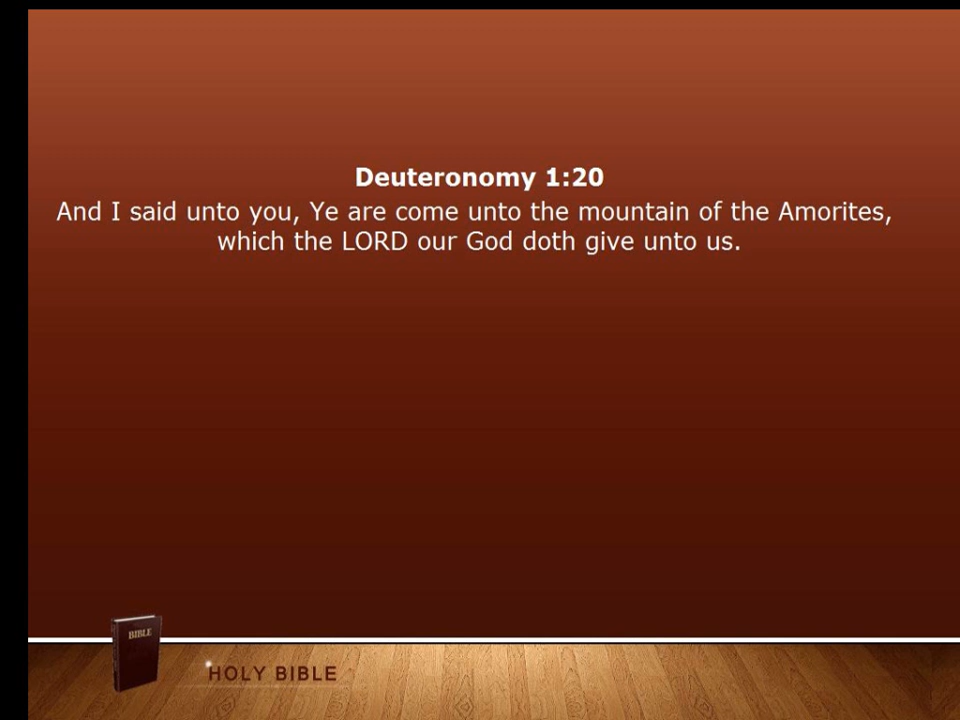 Deuteronomy 1:20
And I said unto you, Ye are come unto the mountain of the Amorites,
which the LORD our God doth give unto us.
BIBLE
HOLY BIBLE